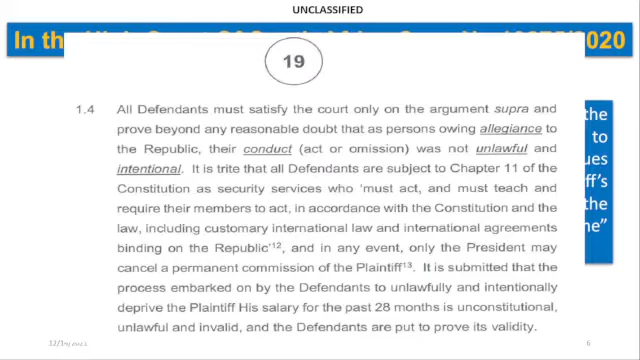 UNCLASSIFIED
In th
2020
19
1.4 All Defendants must satisfy the court only on the argument supra and
prove beyond any reasonable doubt that as persons owing allegiance to
the Republic, their conduct (act or omission) was not unlawful and
intentional. It is trite that all Defendants are subject to Chapter 11 of the
Constitution as security services who 'must act, and must teach and
require their members to act, in accordance with the Constitution and the
law, including customary international law and international agreements
binding on the Republic'12, and in any event, only the President may
cancel a permanent commission of the Plaintiff13. It is submitted that the
process embarked on by the Defendants to unlawfully and intentionally
deprive the Plaintiff His salary for the past 28 months is unconstitutional,
unlawful and invalid, and the Defendants are put to prove its validity.
the
to
ues
ff's
the
ne"
6